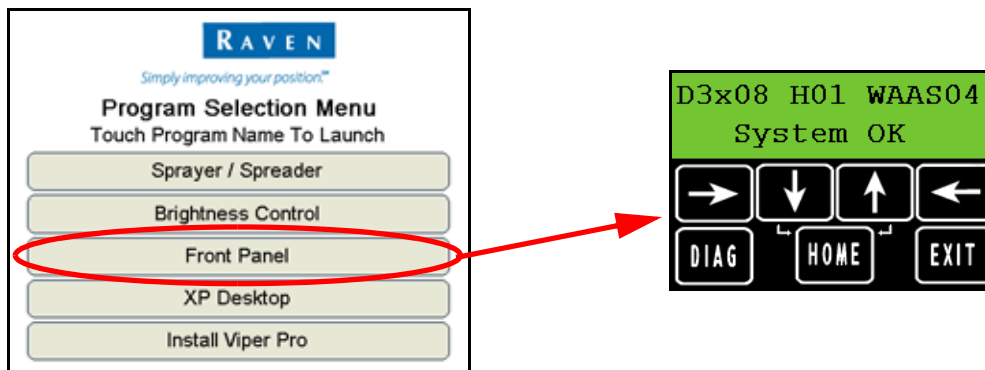 RAVEN
Simply improving your position.℠
Program Selection Menu
Touch Program Name To Launch
Sprayer / Spreader
Brightness Control
Front Panel
XP Desktop
Install Viper Pro
D3x08 H01 WAAS04
System OK
DIAG
HOME
EXIT